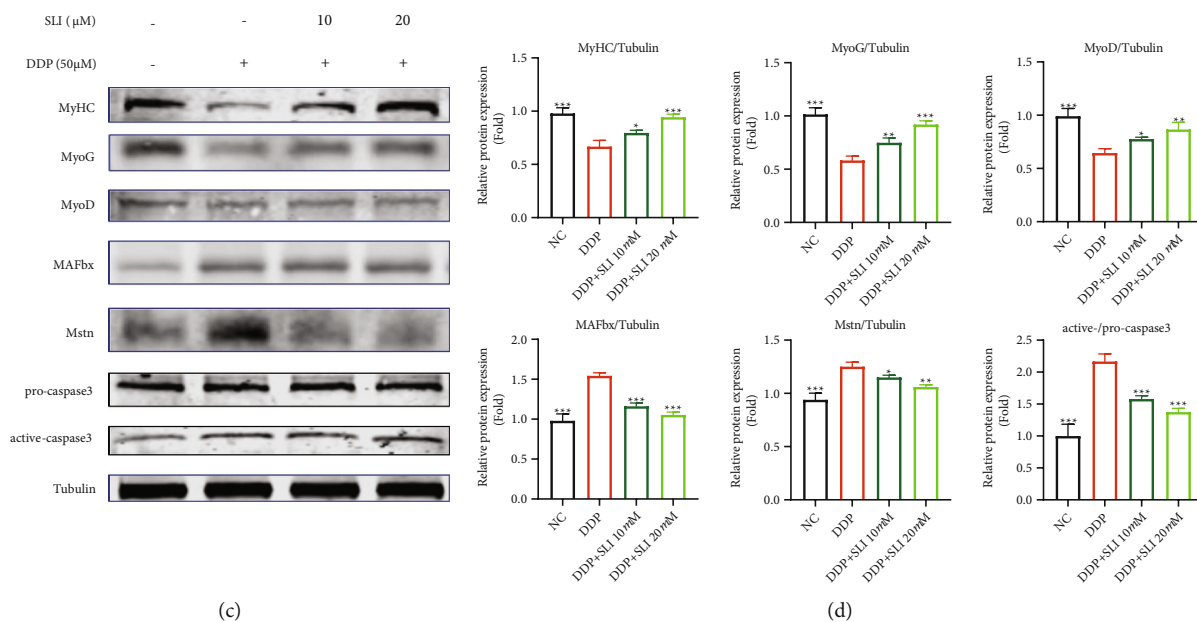 SLI (µM) - - 10 20
DDP (50µM) - + + +
MyHC
MyoG
MyoD
MAFbx
Mstn
pro-caspase3
active-caspase3
Tubulin
(c)
MyHC/Tubulin
Relative protein expression
(Fold)
1.5
1.0
0.5
0.0
***
*
***
NC
DDP
DDP+SLI 10 mM
DDP+SLI 20 mM
MyoG/Tubulin
Relative protein expression
(Fold)
1.5
1.0
0.5
0.0
***
**
***
NC
DDP
DDP+SLI 10 mM
DDP+SLI 20 mM
MyoD/Tubulin
Relative protein expression
(Fold)
1.5
1.0
0.5
0.0
***
*
**
NC
DDP
DDP+SLI 10 mM
DDP+SLI 20 mM
MAFbx/Tubulin
Relative protein expression
(Fold)
2.0
1.5
1.0
0.5
0.0
***
***
***
NC
DDP
DDP+SLI 10 mM
DDP+SLI 20 mM
Mstn/Tubulin
Relative protein expression
(Fold)
1.5
1.0
0.5
0.0
***
*
**
NC
DDP
DDP+SLI 10 mM
DDP+SLI 20 mM
active-/pro-caspase3
Relative protein expression
(Fold)
2.5
2.0
1.5
1.0
0.5
0.0
***
***
***
NC
DDP
DDP+SLI 10 mM
DDP+SLI 20 mM
(d)